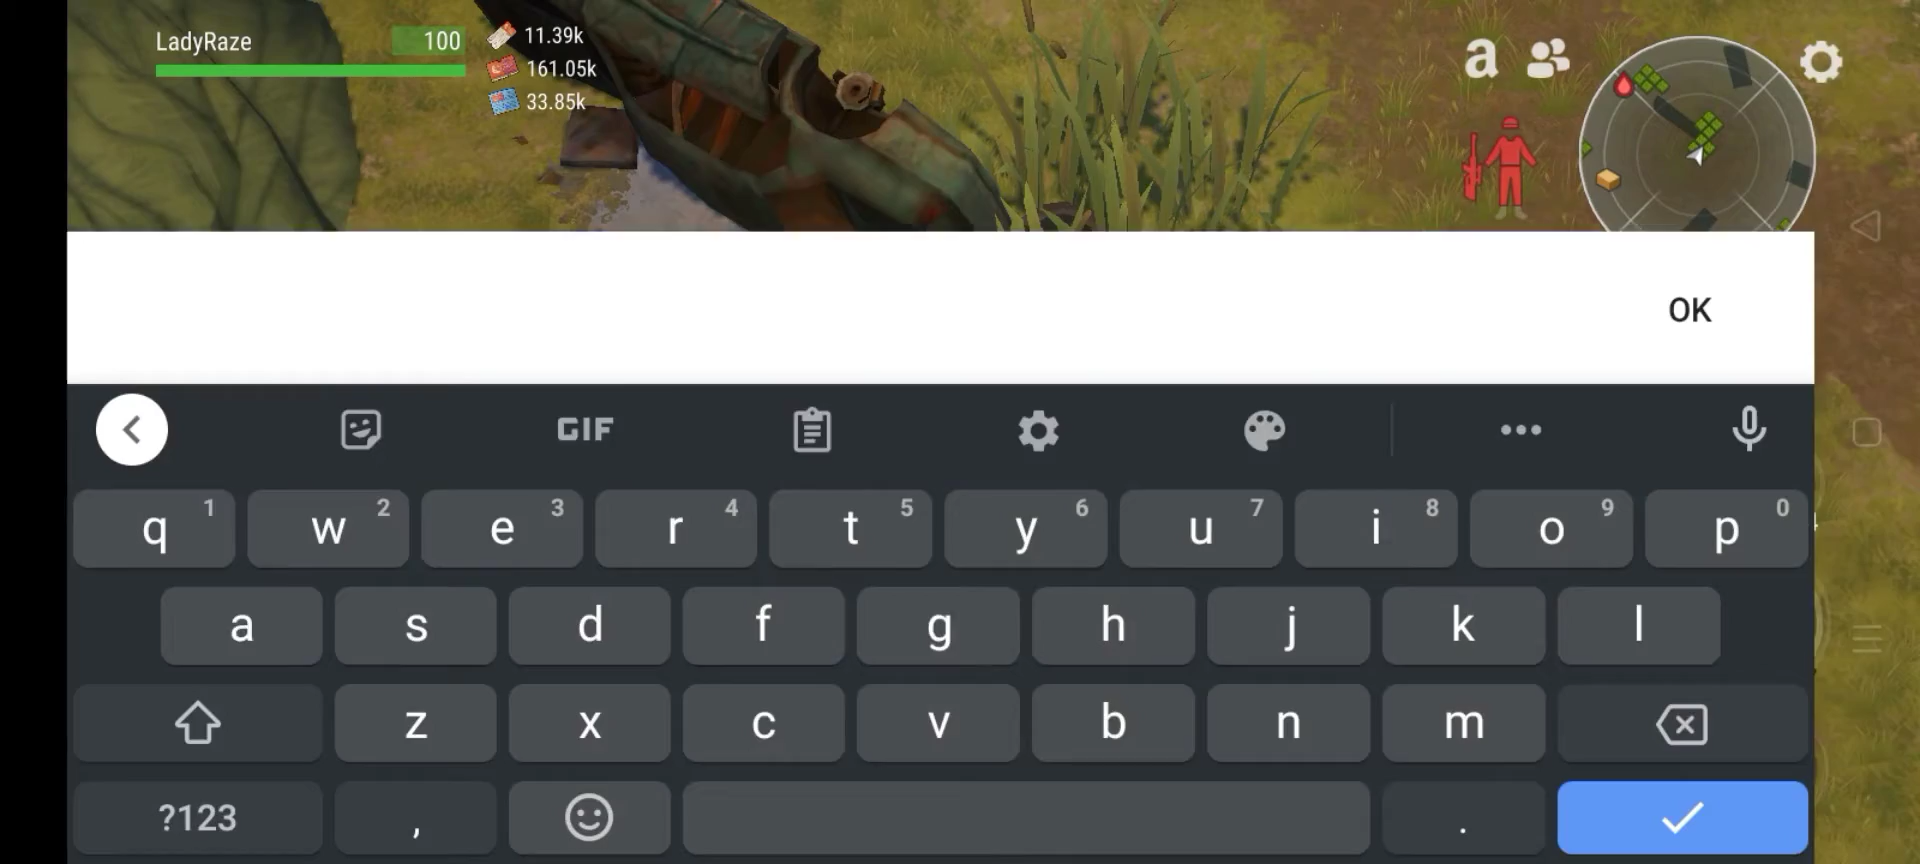 LadyRaze 100
11.39k
161.05k
33.85k
a
OK
GIF
q 1 w 2 e 3 r 4 t 5 y 6 u 7 i 8 o 9 p 0
a s d f g h j k l
z x c v b n m
?123 , .